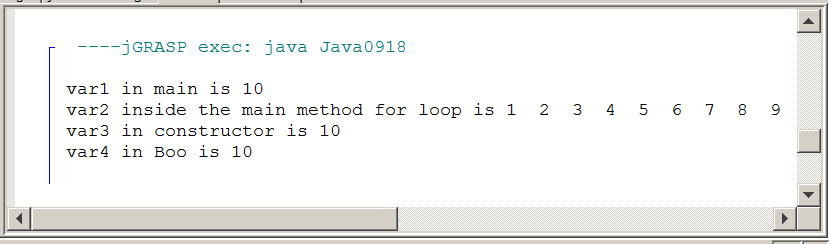 ----jGRASP exec: java Java0918
var1 in main is 10
var2 inside the main method for loop is 1  2  3  4  5  6  7  8  9
var3 in constructor is 10
var4 in Boo is 10